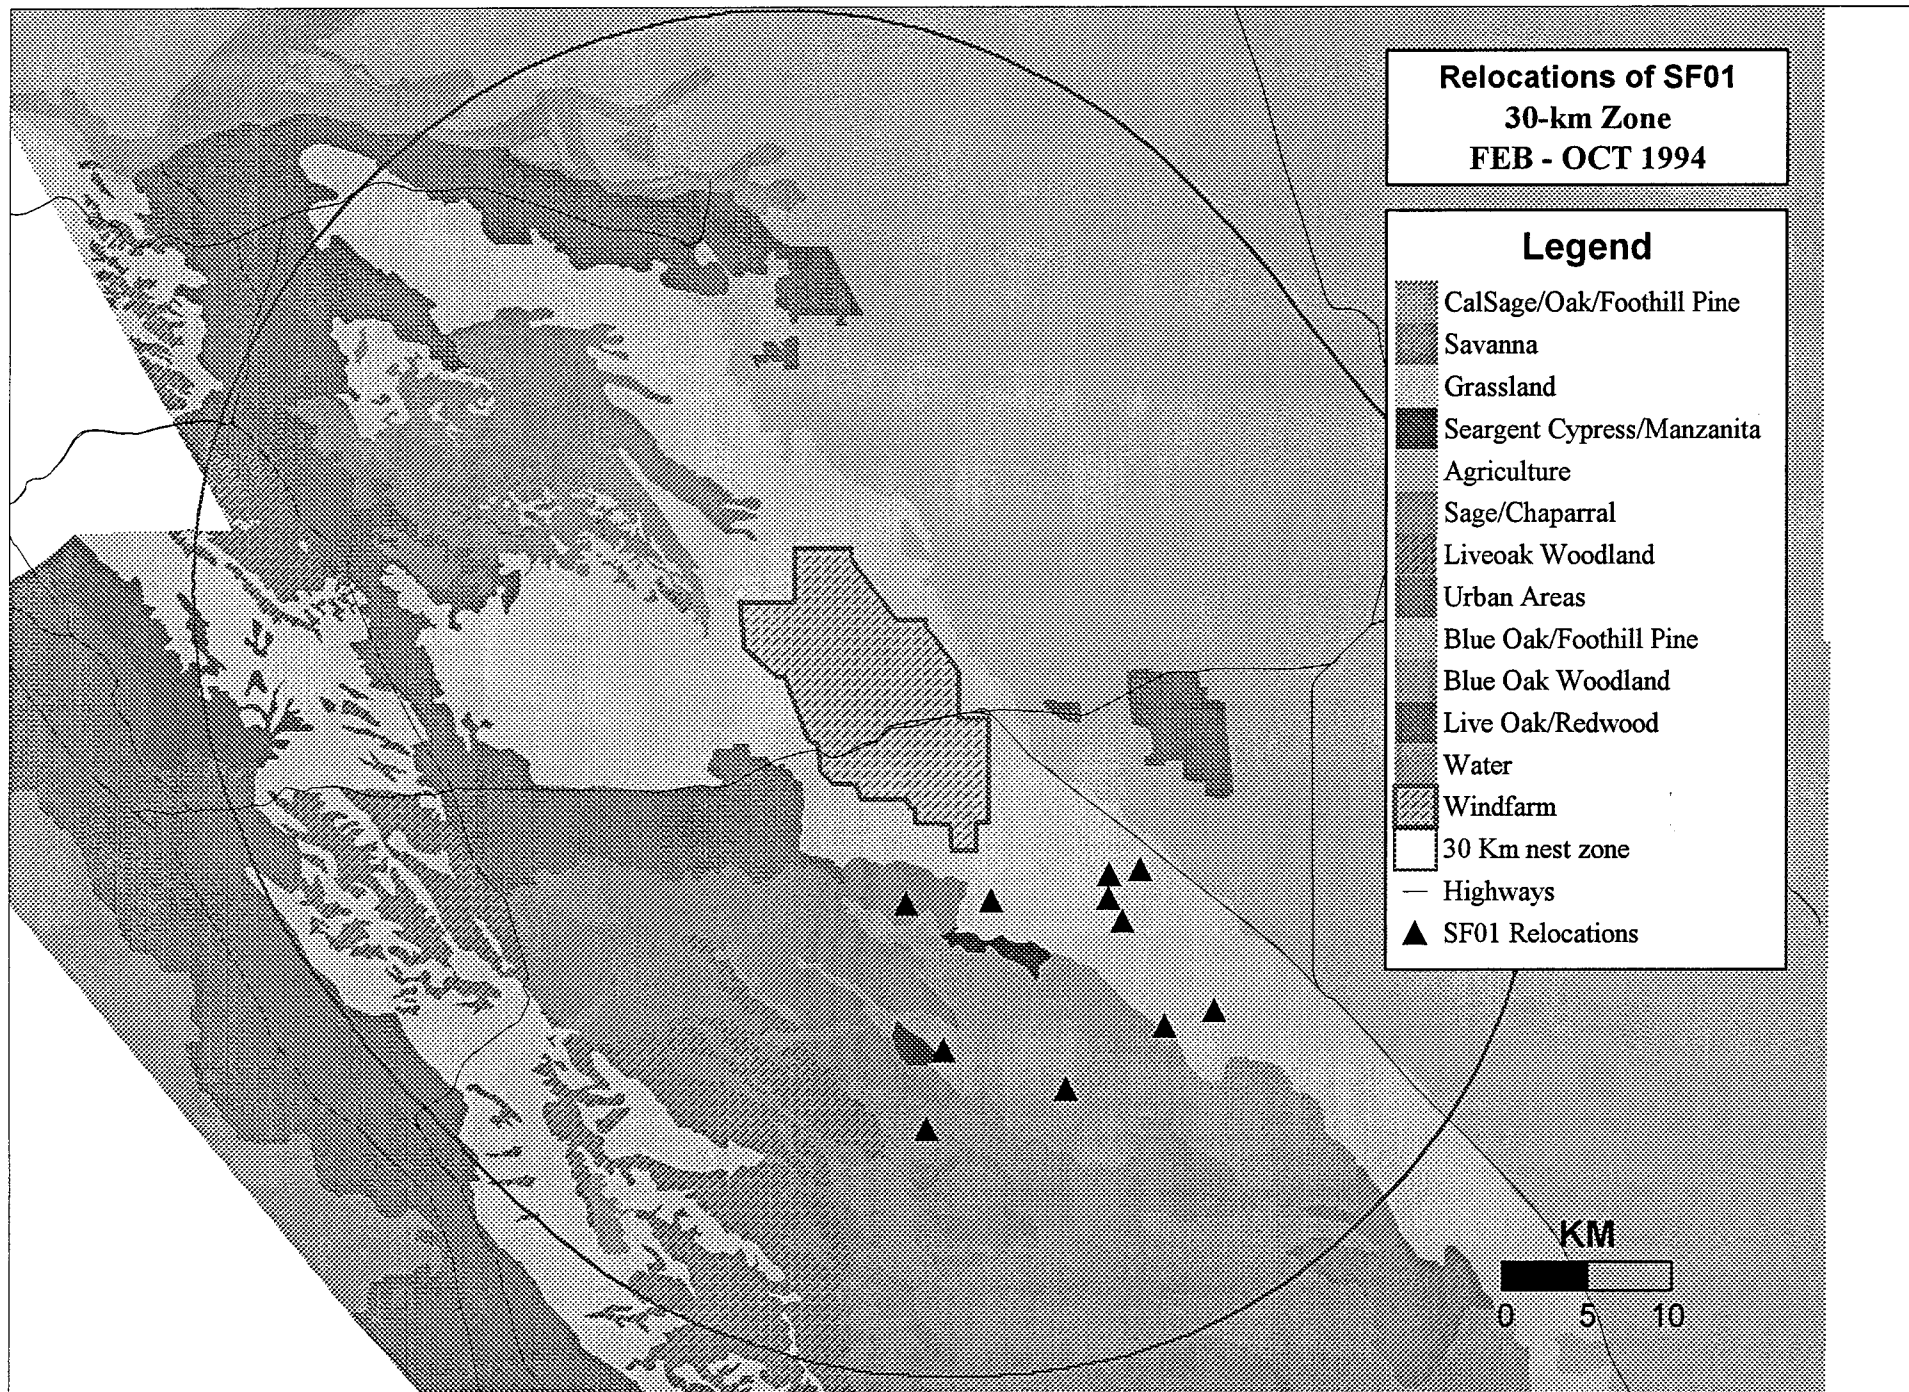 Relocations of SF01
30-km Zone
FEB - OCT 1994
Legend
CalSage/Oak/Foothill Pine
Savanna
Grassland
Seargent Cypress/Manzanita
Agriculture
Sage/Chaparral
Liveoak Woodland
Urban Areas
Blue Oak/Foothill Pine
Blue Oak Woodland
Live Oak/Redwood
Water
Windfarm
30 Km nest zone
Highways
SF01 Relocations
KM
0 5 10